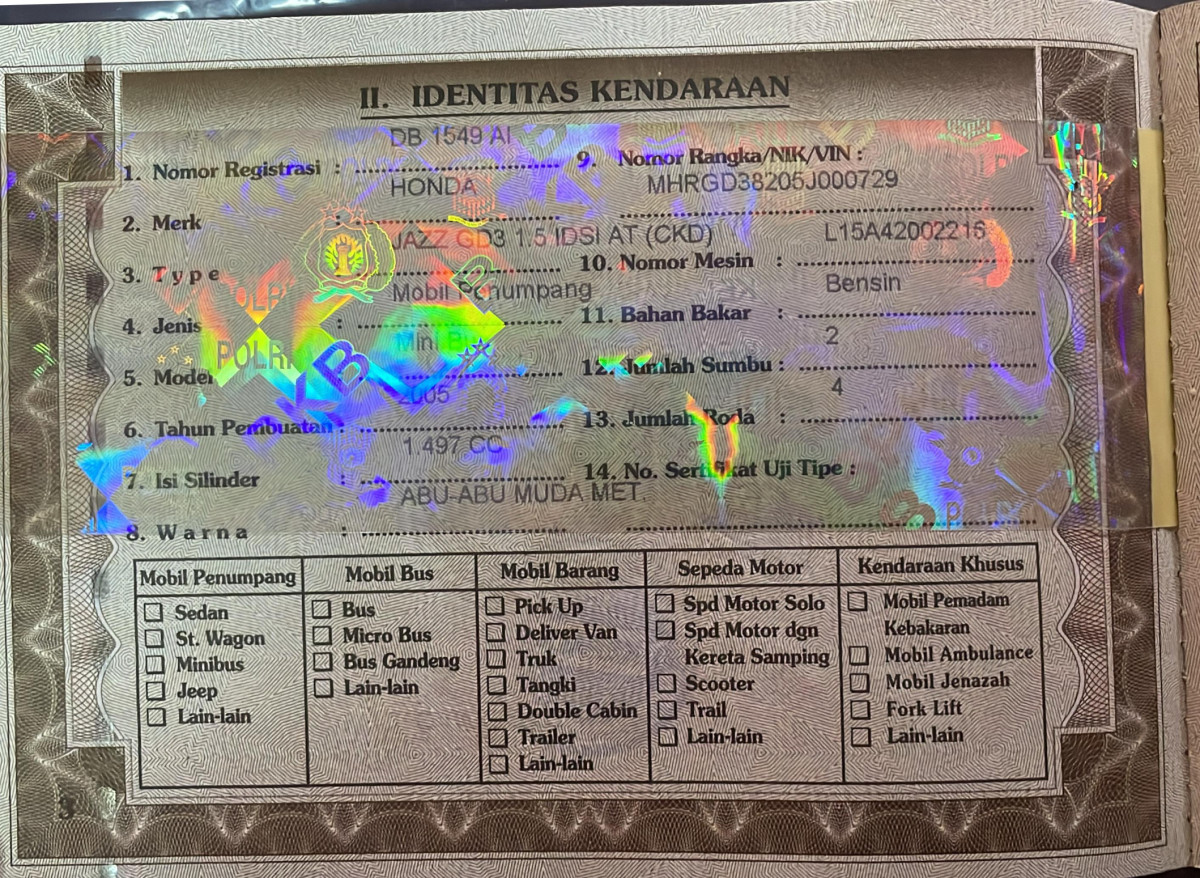 II. IDENTITAS KENDARAAN
DB 1549 AI
1. Nomor Registrasi :
HONDA
2. Merk :
JAZZ GD3 1.5 IDSI AT (CKD)
3. Type
Mobil Penumpang
4. Jenis :
Mini
5. Model
2005
6. Tahun Pembuatan :
1.497 CC
7. Isi Silinder :
ABU-ABU MUDA MET.
8. Warna :
9. Nomor Rangka/NIK/VIN :
MHRGD38205J000729
L15A42002216
10. Nomor Mesin :
Bensin
11. Bahan Bakar :
2
12. Jumlah Sumbu :
4
13. Jumlah Roda :
14. No. Sertifikat Uji Tipe :
POLRI
Mobil Penumpang
Sedan
St. Wagon
Minibus
Jeep
Lain-lain
Mobil Bus
Bus
Micro Bus
Bus Gandeng
Lain-lain
Mobil Barang
Pick Up
Deliver Van
Truk
Tangki
Double Cabin
Trailer
Lain-lain
Sepeda Motor
Spd Motor Solo
Spd Motor dgn
Kereta Samping
Scooter
Trail
Lain-lain
Kendaraan Khusus
Mobil Pemadam
Kebakaran
Mobil Ambulance
Mobil Jenazah
Fork Lift
Lain-lain
3